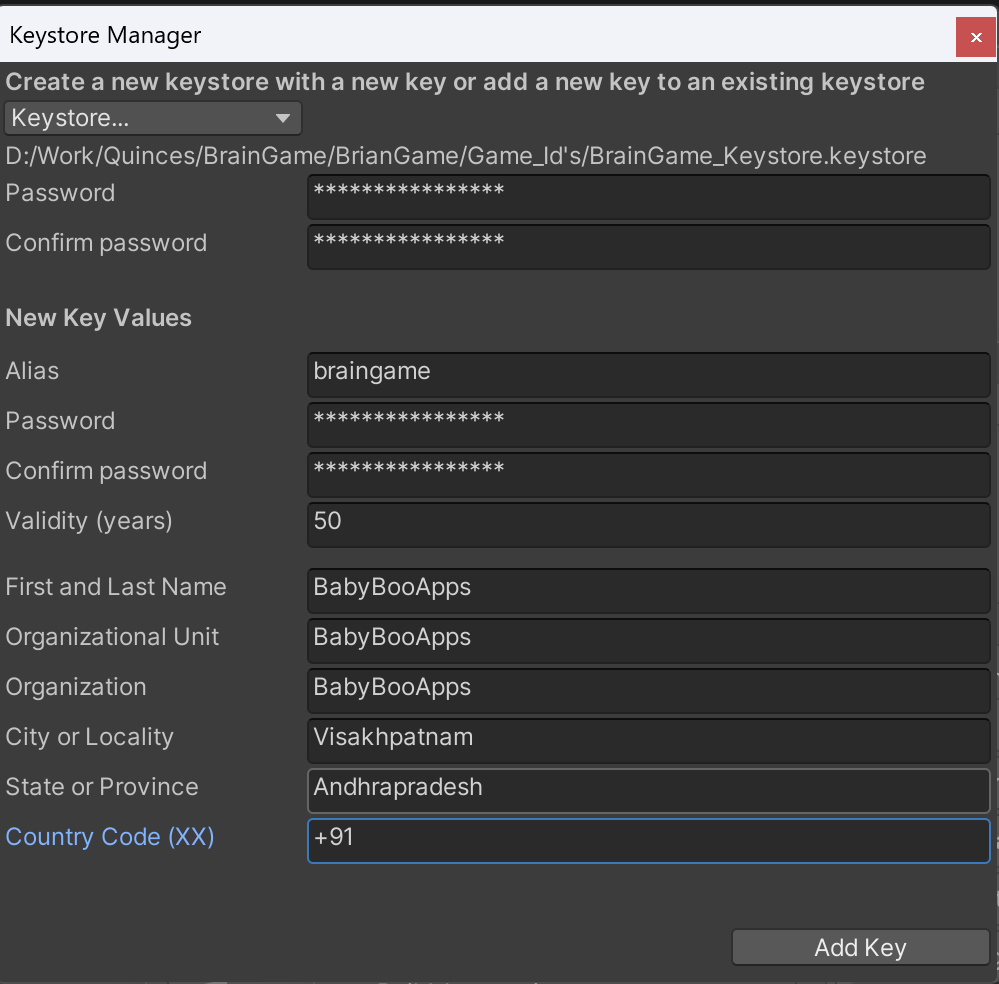 Keystore Manager
Create a new keystore with a new key or add a new key to an existing keystore
Keystore...
D:/Work/Quinces/BrainGame/BrianGame/Game_Id's/BrainGame_Keystore.keystore
Password ****************
Confirm password ****************
New Key Values
Alias braingame
Password ****************
Confirm password ****************
Validity (years) 50
First and Last Name BabyBooApps
Organizational Unit BabyBooApps
Organization BabyBooApps
City or Locality Visakhpatnam
State or Province Andhrapradesh
Country Code (XX) +91
Add Key